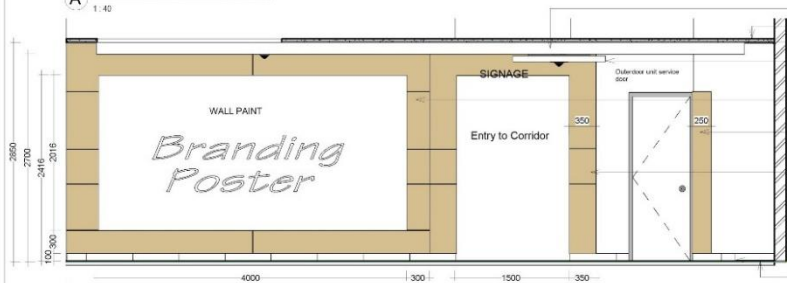 A
1 : 40
SIGNAGE
Outerdoor unit service
door
WALL PAINT
Entry to Corridor
Branding
Poster
350
250
2850
2700
2416
2016
300
100
4000
300
1500
350